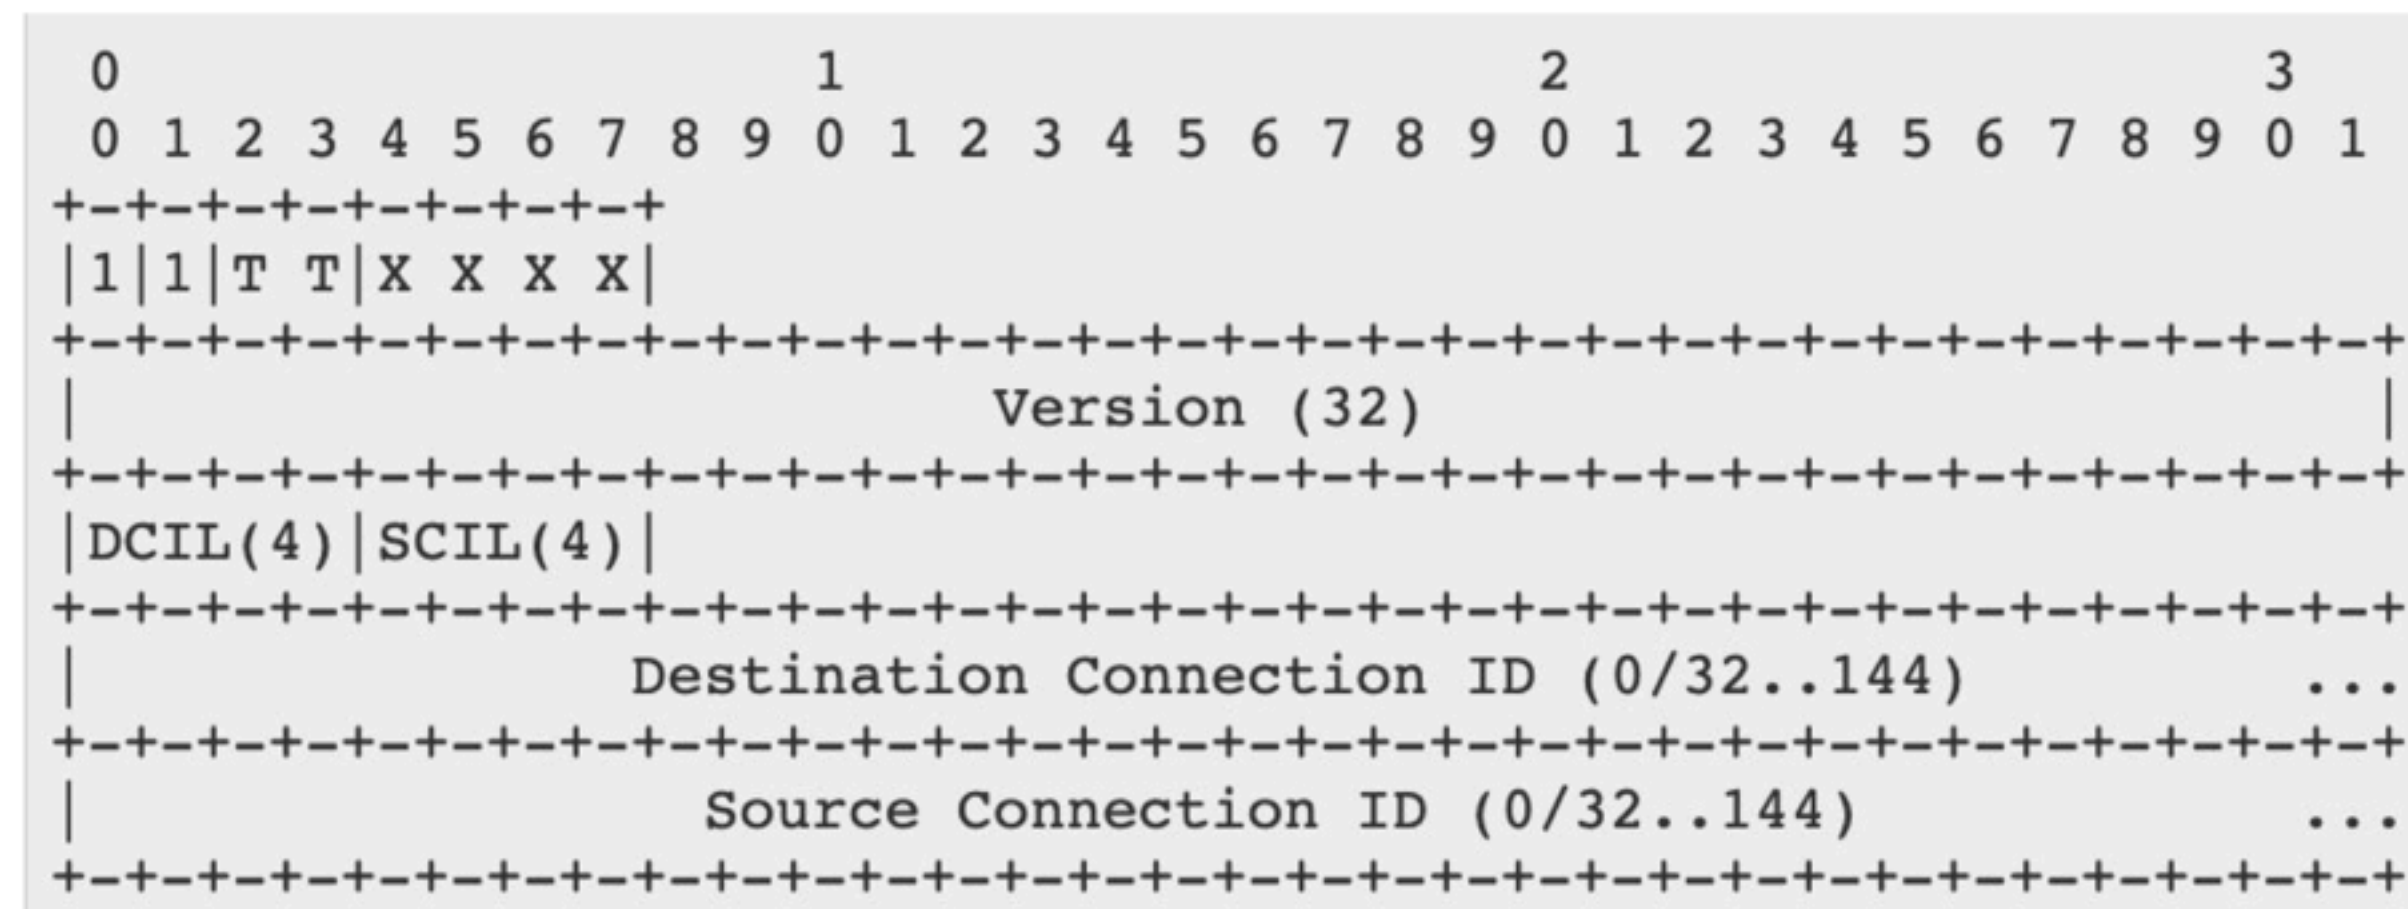 0                   1                   2                   3
 0 1 2 3 4 5 6 7 8 9 0 1 2 3 4 5 6 7 8 9 0 1 2 3 4 5 6 7 8 9 0 1
+-+-+-+-+-+-+-+-+
|1|1|T T|X X X X|
+-+-+-+-+-+-+-+-+-+-+-+-+-+-+-+-+-+-+-+-+-+-+-+-+-+-+-+-+-+-+-+-+
|                         Version (32)                          |
+-+-+-+-+-+-+-+-+-+-+-+-+-+-+-+-+-+-+-+-+-+-+-+-+-+-+-+-+-+-+-+-+
|DCIL(4)|SCIL(4)|
+-+-+-+-+-+-+-+-+-+-+-+-+-+-+-+-+-+-+-+-+-+-+-+-+-+-+-+-+-+-+-+-+
|               Destination Connection ID (0/32..144)         ...
+-+-+-+-+-+-+-+-+-+-+-+-+-+-+-+-+-+-+-+-+-+-+-+-+-+-+-+-+-+-+-+-+
|                 Source Connection ID (0/32..144)            ...
+-+-+-+-+-+-+-+-+-+-+-+-+-+-+-+-+-+-+-+-+-+-+-+-+-+-+-+-+-+-+-+-+